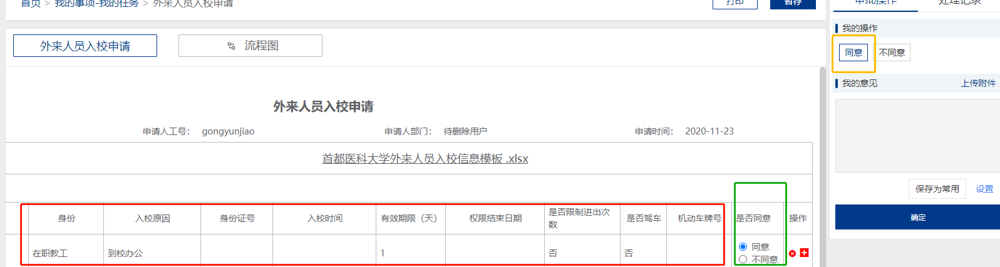 首页 > 我的事项-我的任务 > 外来人员入校申请
打印
暂存
审批操作
处理记录
外来人员入校申请
流程图
我的操作
同意
不同意
我的意见
上传附件
外来人员入校申请
申请人工号： gongyunjiao
申请人部门： 待删除用户
申请时间： 2020-11-23
首都医科大学外来人员入校信息模板 .xlsx
保存为常用
设置
确定
身份
入校原因
身份证号
入校时间
有效期限（天）
权限结束日期
是否限制进出次
数
是否驾车
机动车牌号
是否同意
操作
在职教工
到校办公
1
否
否
同意
不同意